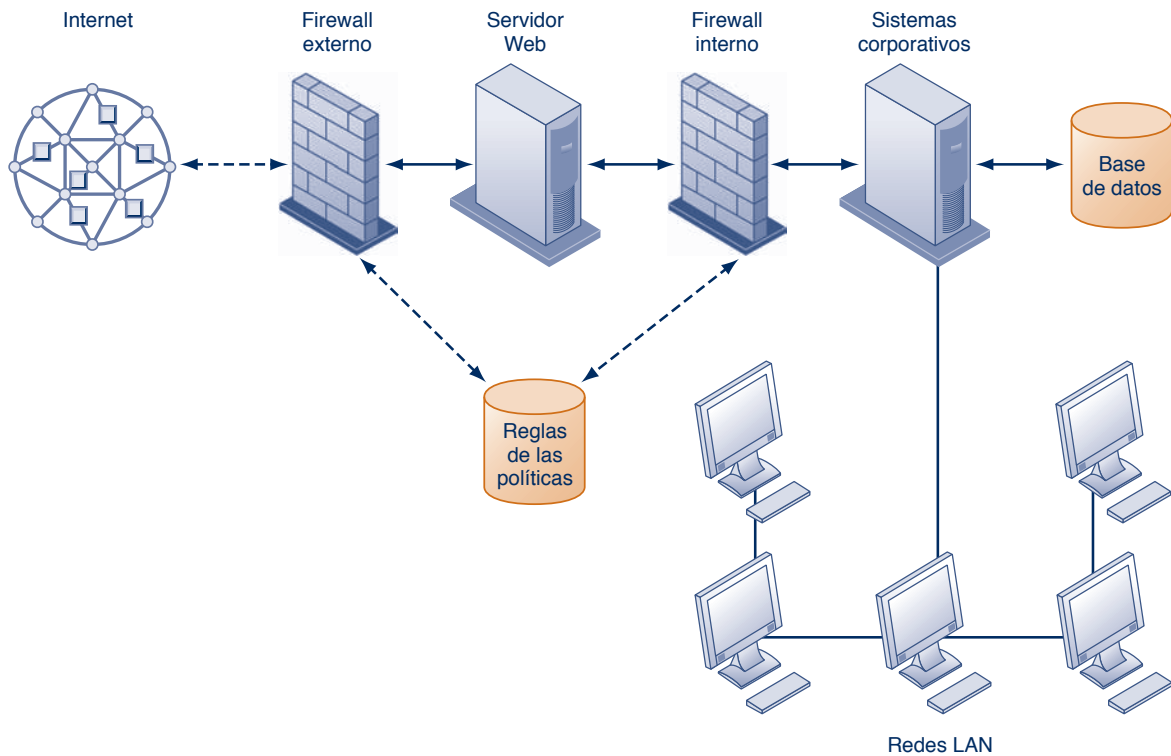 Internet
Firewall
externo
Servidor
Web
Firewall
interno
Sistemas
corporativos
Base
de datos
Reglas
de las
políticas
Redes LAN